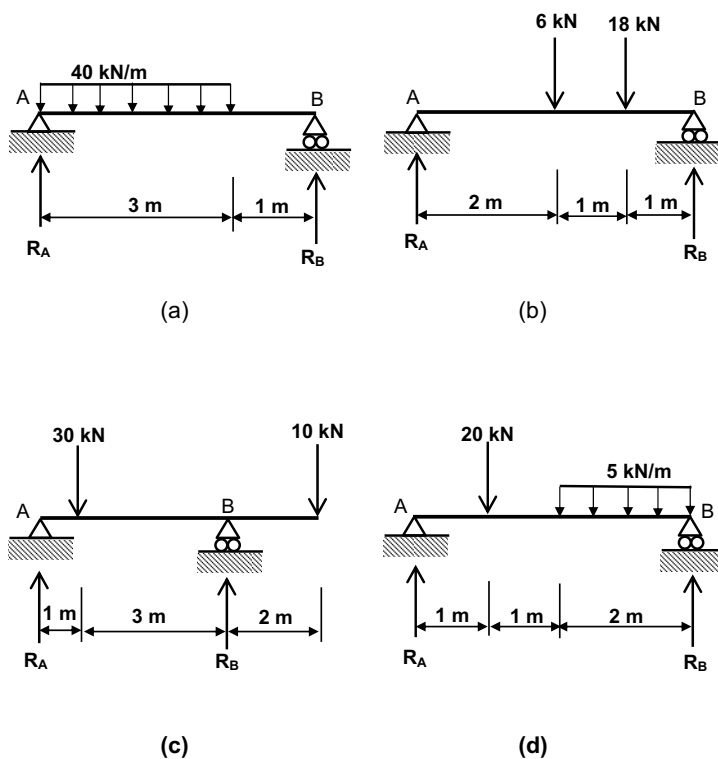 6 kN 18 kN
40 kN/m
A B
A B
3 m 1 m
2 m 1 m 1 m
RA RB
RA RB
(a) (b)
30 kN 10 kN
20 kN
5 kN/m
A B
A B
1 m 3 m 2 m
1 m 1 m 2 m
RA RB
RA RB
(c) (d)